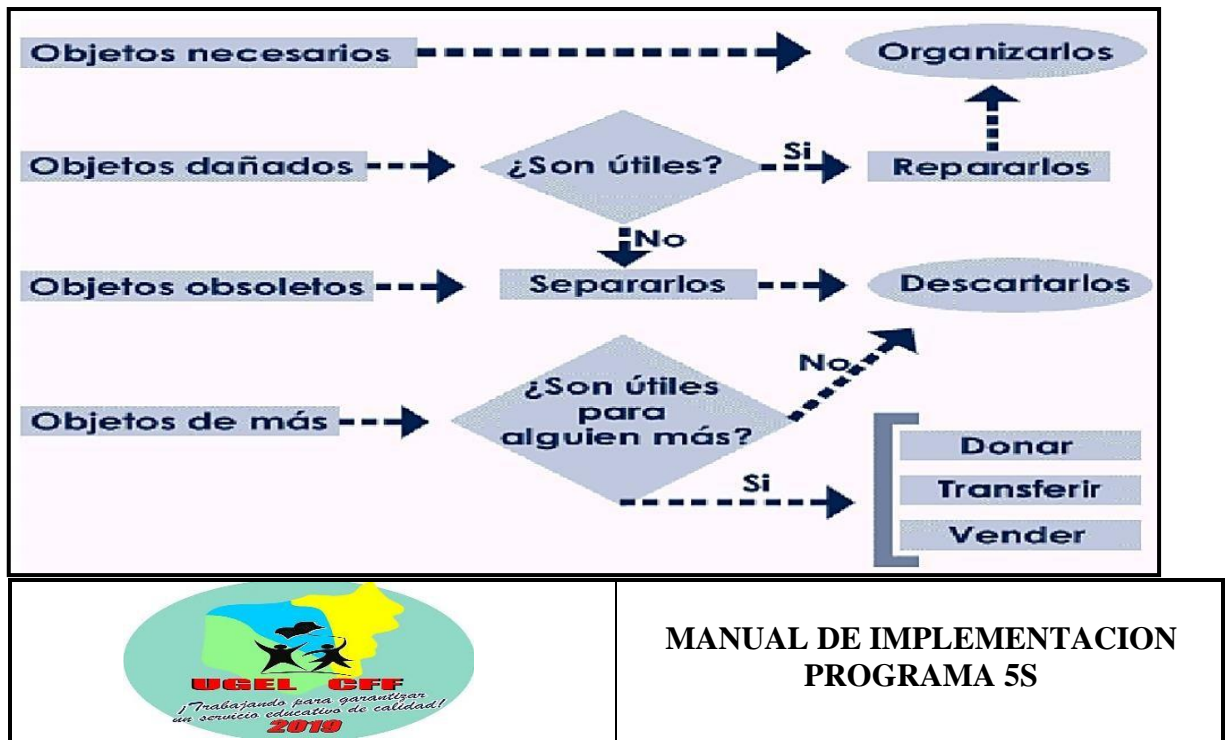 Objetos necesarios
Organizarlos
Objetos dañados
¿Son útiles?
Si
Repararlos
No
Objetos obsoletos
Separarlos
Descartarlos
Objetos de más
¿Son útiles
para
alguien más?
No
Si
Donar
Transferir
Vender
UGEL CFF
¡Trabajando para garantizar
un servicio educativo de calidad!
2019
MANUAL DE IMPLEMENTACION
PROGRAMA 5S